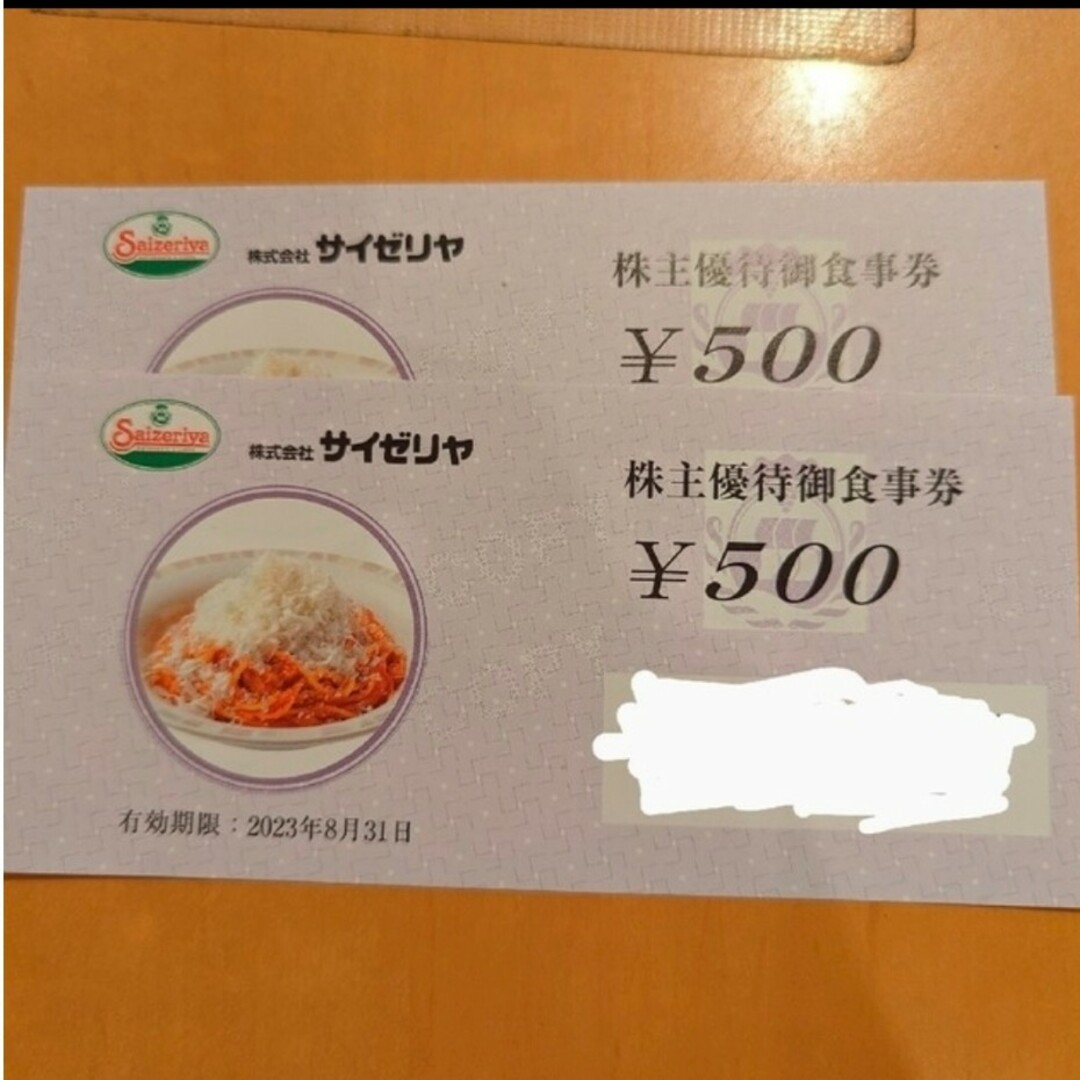 Saizeriya
株式会社 サイゼリヤ
株主優待御食事券
¥500
Saizeriya
株式会社 サイゼリヤ
株主優待御食事券
¥500
有効期限：2023年8月31日